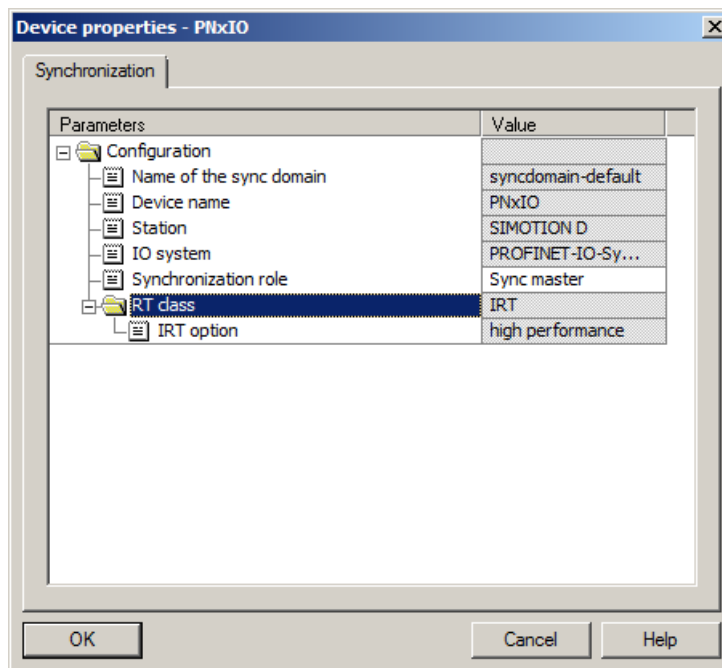 Device properties - PNxIO
Synchronization
Parameters Value
Configuration
Name of the sync domain syncdomain-default
Device name PNxIO
Station SIMOTION D
IO system PROFINET-IO-Sy...
Synchronization role Sync master
RT class IRT
IRT option high performance
OK Cancel Help